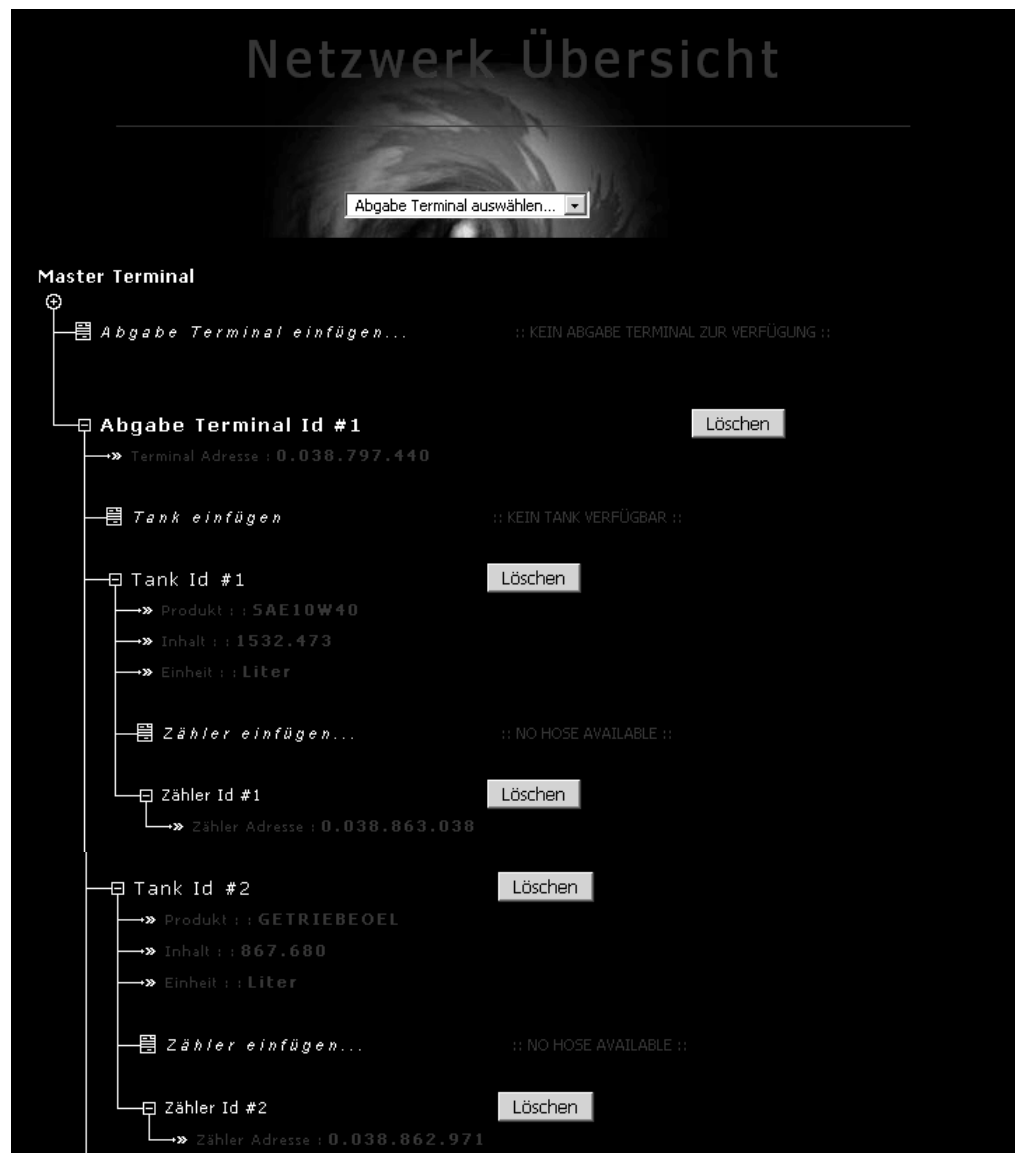 Netzwerk Übersicht
Abgabe Terminal auswählen...
Master Terminal
Abgabe Terminal einfügen... :: KEIN ABGABE TERMINAL ZUR VERFÜGUNG ::
Abgabe Terminal Id #1 Löschen
Terminal Adresse : 0.038.797.440
Tank einfügen :: KEIN TANK VERFÜGBAR ::
Tank Id #1 Löschen
Produkt : : SAE10W40
Inhalt : : 1532.473
Einheit : : Liter
Zähler einfügen... :: NO HOSE AVAILABLE ::
Zähler Id #1 Löschen
Zähler Adresse : 0.038.863.038
Tank Id #2 Löschen
Produkt : : GETRIEBEOEL
Inhalt : : 867.680
Einheit : : Liter
Zähler einfügen... :: NO HOSE AVAILABLE ::
Zähler Id #2 Löschen
Zähler Adresse : 0.038.862.971